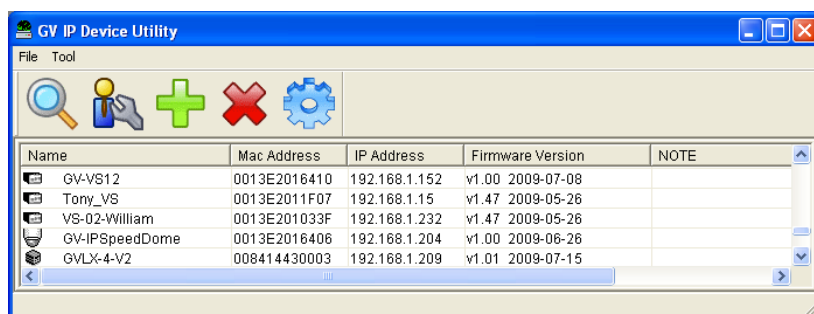 GV IP Device Utility
File Tool
Name Mac Address IP Address Firmware Version NOTE
GV-VS12 0013E2016410 192.168.1.152 v1.00 2009-07-08
Tony_VS 0013E2011F07 192.168.1.15 v1.47 2009-05-26
VS-02-William 0013E201033F 192.168.1.232 v1.47 2009-05-26
GV-IPSpeedDome 0013E2016406 192.168.1.204 v1.00 2009-06-26
GVLX-4-V2 008414430003 192.168.1.209 v1.01 2009-07-15